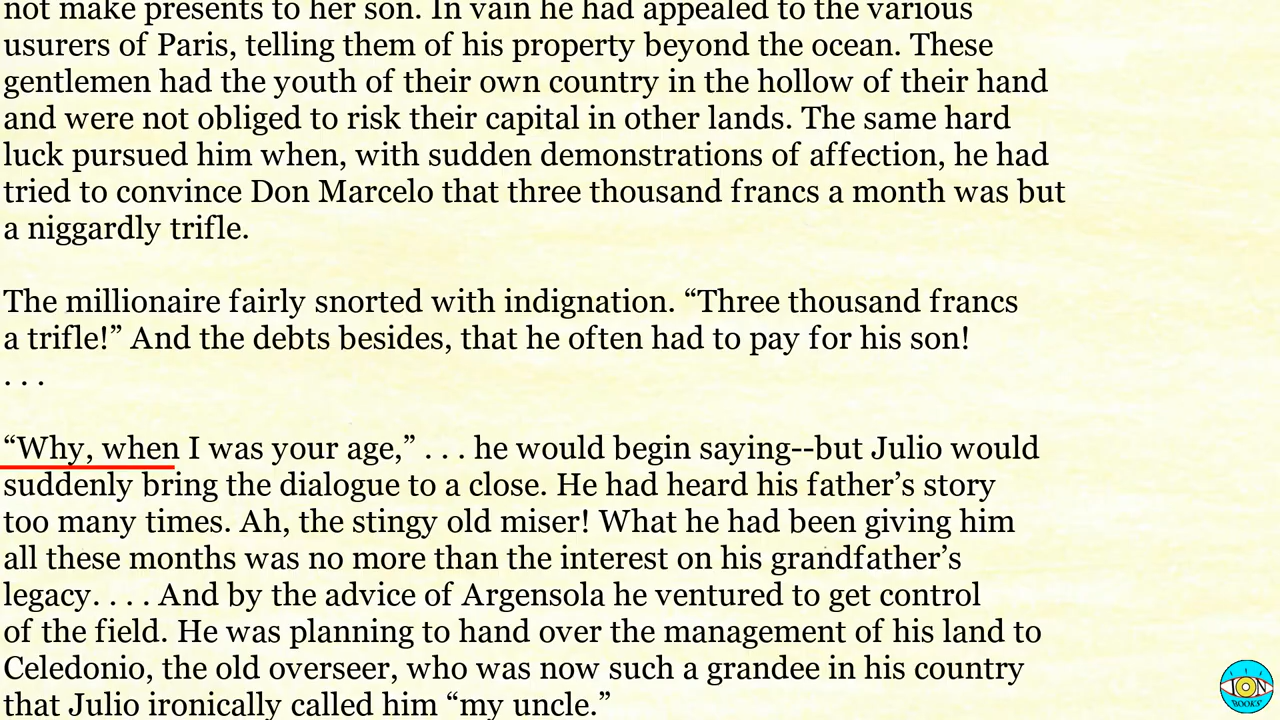 not make presents to her son. In vain he had appealed to the various
usurers of Paris, telling them of his property beyond the ocean. These
gentlemen had the youth of their own country in the hollow of their hand
and were not obliged to risk their capital in other lands. The same hard
luck pursued him when, with sudden demonstrations of affection, he had
tried to convince Don Marcelo that three thousand francs a month was but
a niggardly trifle.
The millionaire fairly snorted with indignation. “Three thousand francs
a trifle!” And the debts besides, that he often had to pay for his son!
. . .
“Why, when I was your age,” . . . he would begin saying--but Julio would
suddenly bring the dialogue to a close. He had heard his father’s story
too many times. Ah, the stingy old miser! What he had been giving him
all these months was no more than the interest on his grandfather’s
legacy. . . . And by the advice of Argensola he ventured to get control
of the field. He was planning to hand over the management of his land to
Celedonio, the old overseer, who was now such a grandee in his country
that Julio ironically called him “my uncle.”
ION
BOOKS